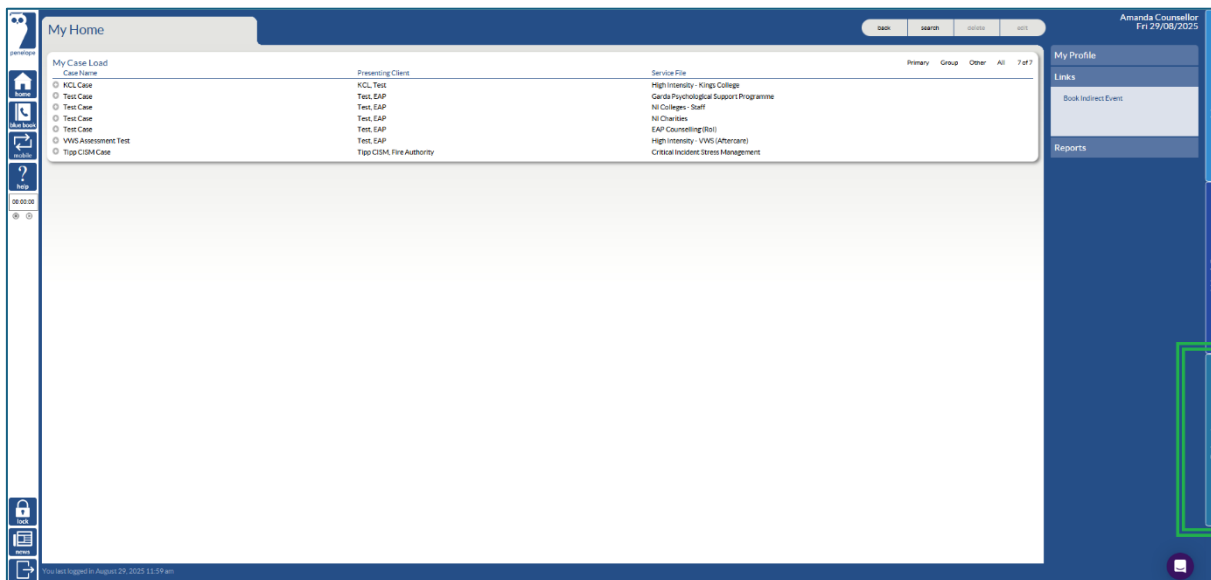 Amanda Counsellor
Fri 29/08/2025
penelope
My Home
back search delete edit
home
blue book
mobile
help
00:00:00
My Case Load
Primary Group Other All 7 of 7
Case Name Presenting Client Service File
KCL Case KCL, Test High Intensity - Kings College
Test Case Test, EAP Garda Psychological Support Programme
Test Case Test, EAP NI Colleges - Staff
Test Case Test, EAP NI Charities
Test Case Test, EAP EAP Counselling (RoI)
VWS Assessment Test Test, EAP High Intensity - VWS (Aftercare)
Tipp CISM Case Tipp CISM, Fire Authority Critical Incident Stress Management
My Profile
Links
Book Indirect Event
Reports
lock
news
You last logged in August 29, 2025 11:59 am